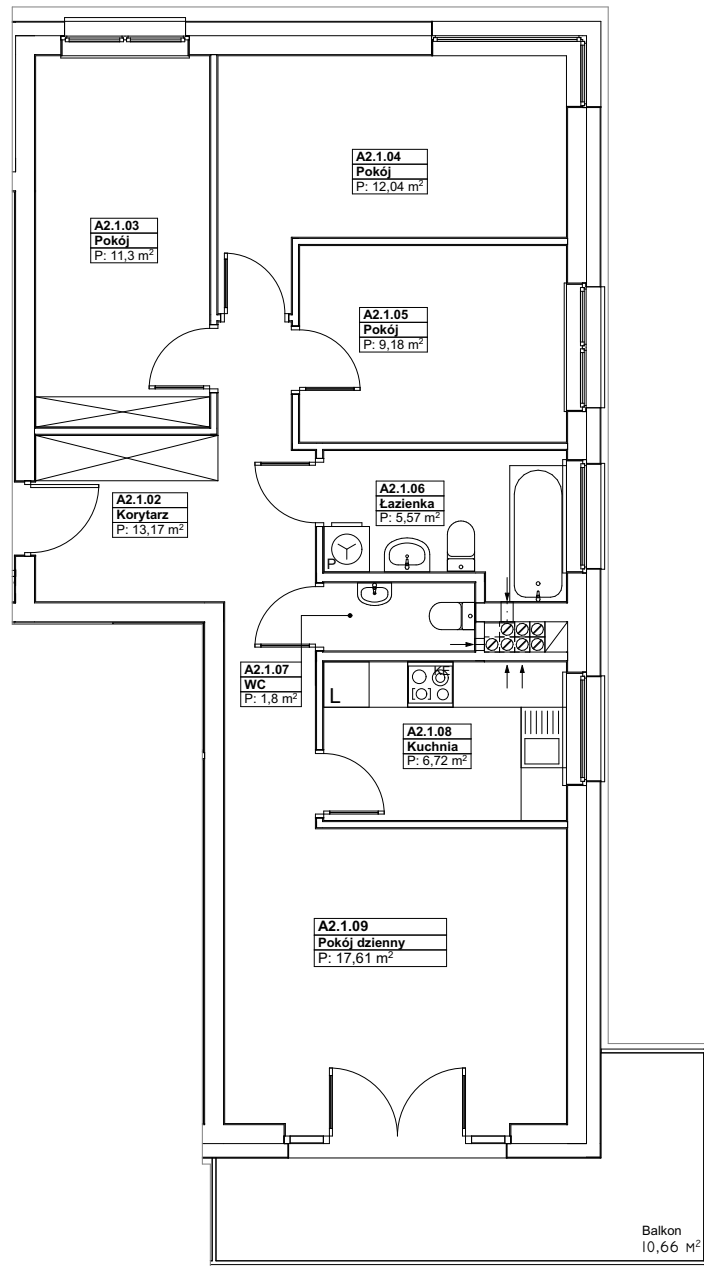 A2.1.04
Pokój
P: 12,04 m²
A2.1.03
Pokój
P: 11,3 m²
A2.1.05
Pokój
P: 9,18 m²
A2.1.06
Łazienka
P: 5,57 m²
A2.1.02
Korytarz
P: 13,17 m²
P
A2.1.07
WC
P: 1,8 m²
KE
L
A2.1.08
Kuchnia
P: 6,72 m²
A2.1.09
Pokój dzienny
P: 17,61 m²
Balkon
10,66 м²